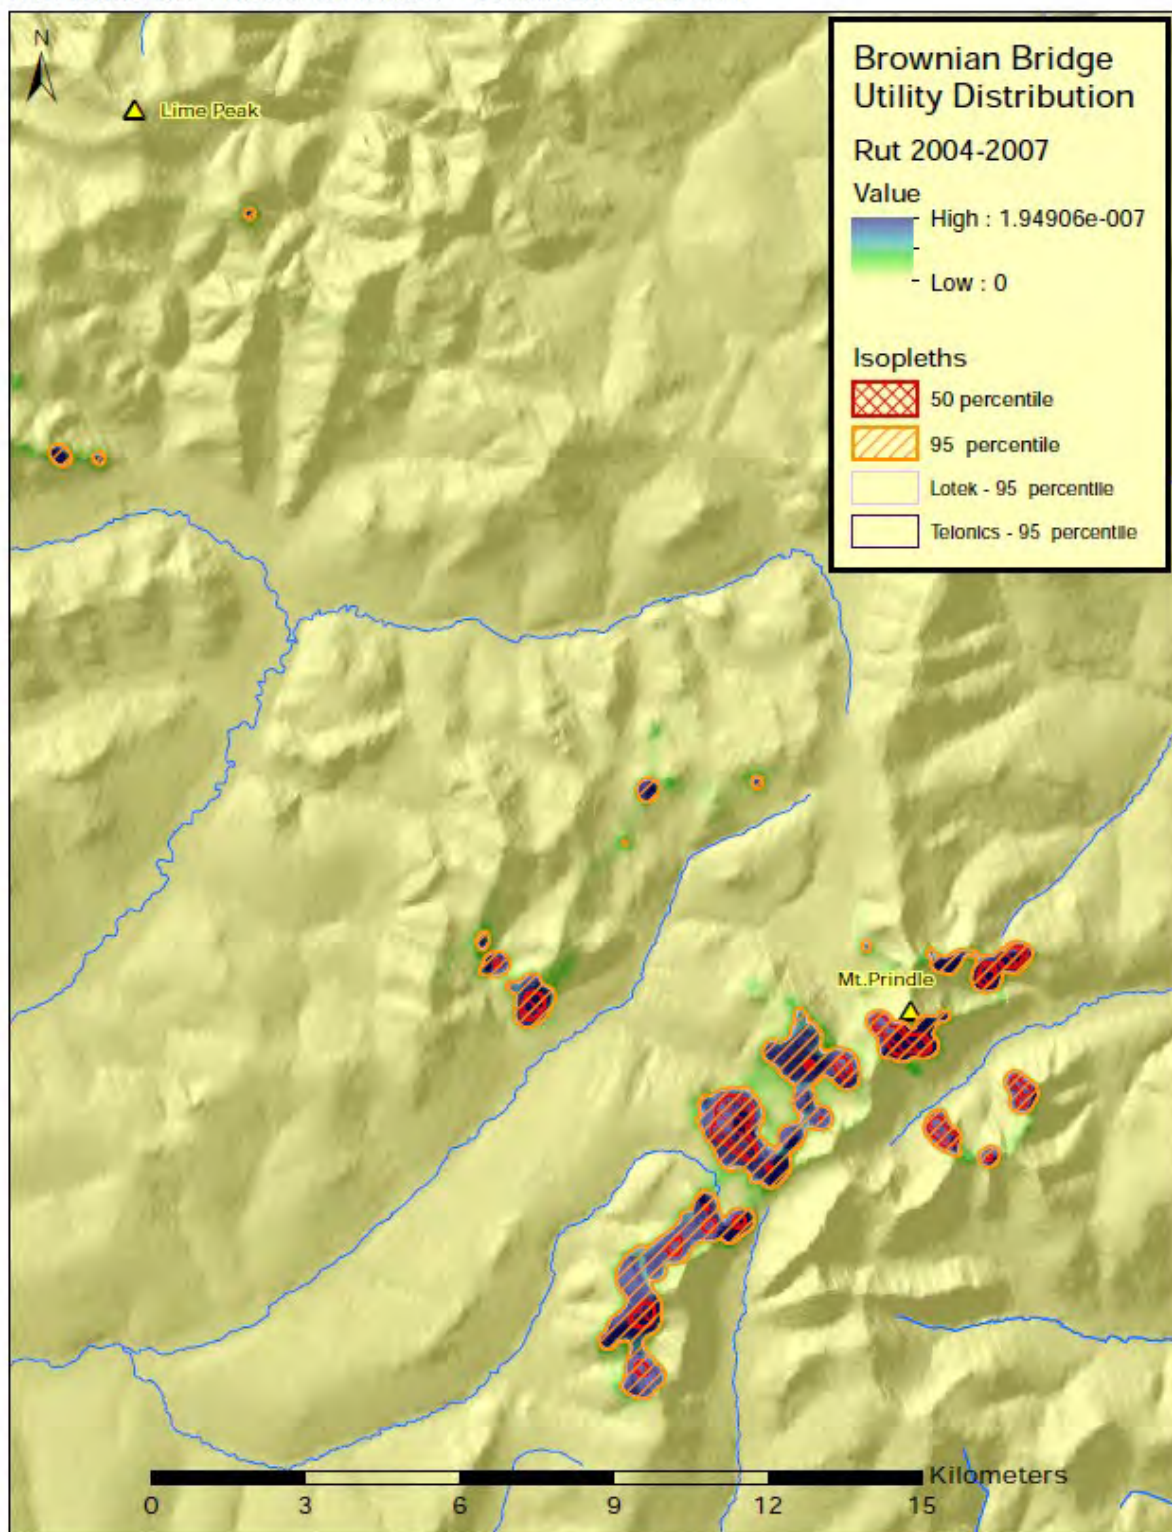 N
Lime Peak
Brownian Bridge
Utility Distribution
Rut 2004-2007
Value
High : 1.94906e-007
Low : 0
Isopleths
50 percentile
95 percentile
Lotek - 95 percentile
Telonics - 95 percentile
Mt.Prindle
Kilometers
0 3 6 9 12 15